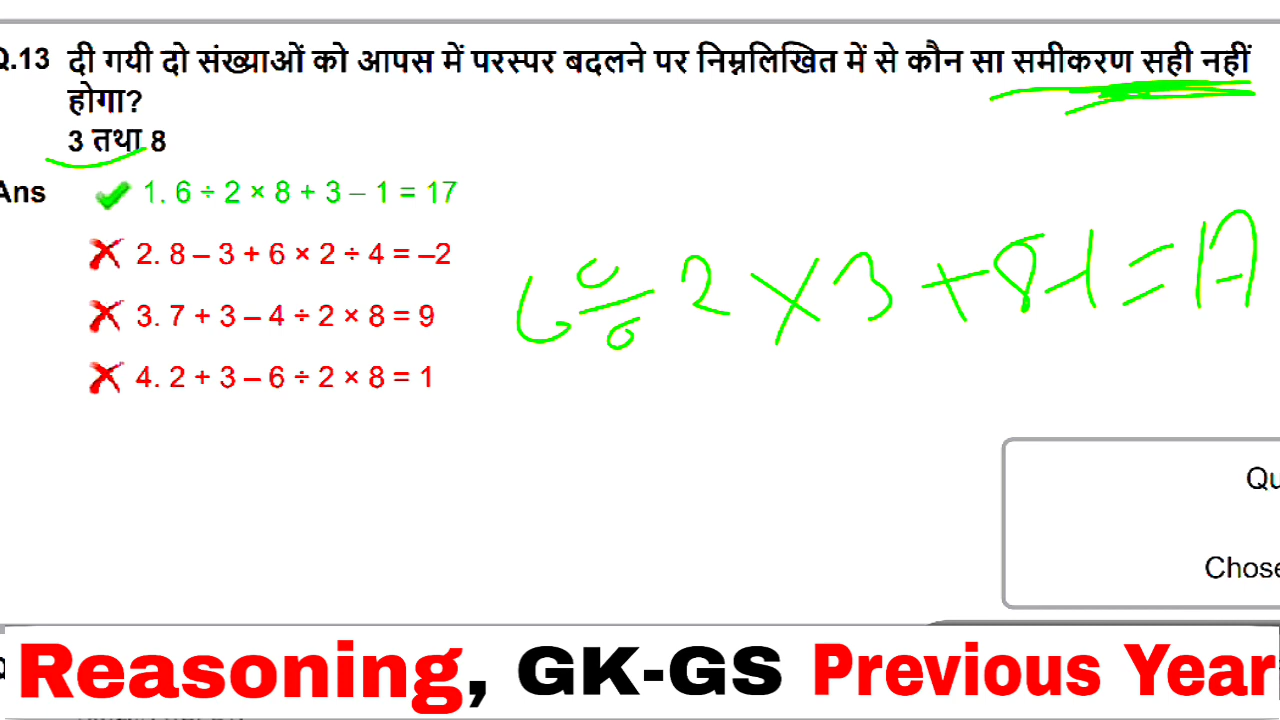 Q.13 दी गयी दो संख्याओं को आपस में परस्पर बदलने पर निम्नलिखित में से कौन सा समीकरण सही नहीं
होगा?
3 तथा 8
Ans 1. 6 ÷ 2 × 8 + 3 – 1 = 17
2. 8 – 3 + 6 × 2 ÷ 4 = –2
6 ÷ 2 × 3 + 8 - 1 = 17
3. 7 + 3 – 4 ÷ 2 × 8 = 9
4. 2 + 3 – 6 ÷ 2 × 8 = 1
Qu
Chose
Reasoning, GK-GS Previous Year